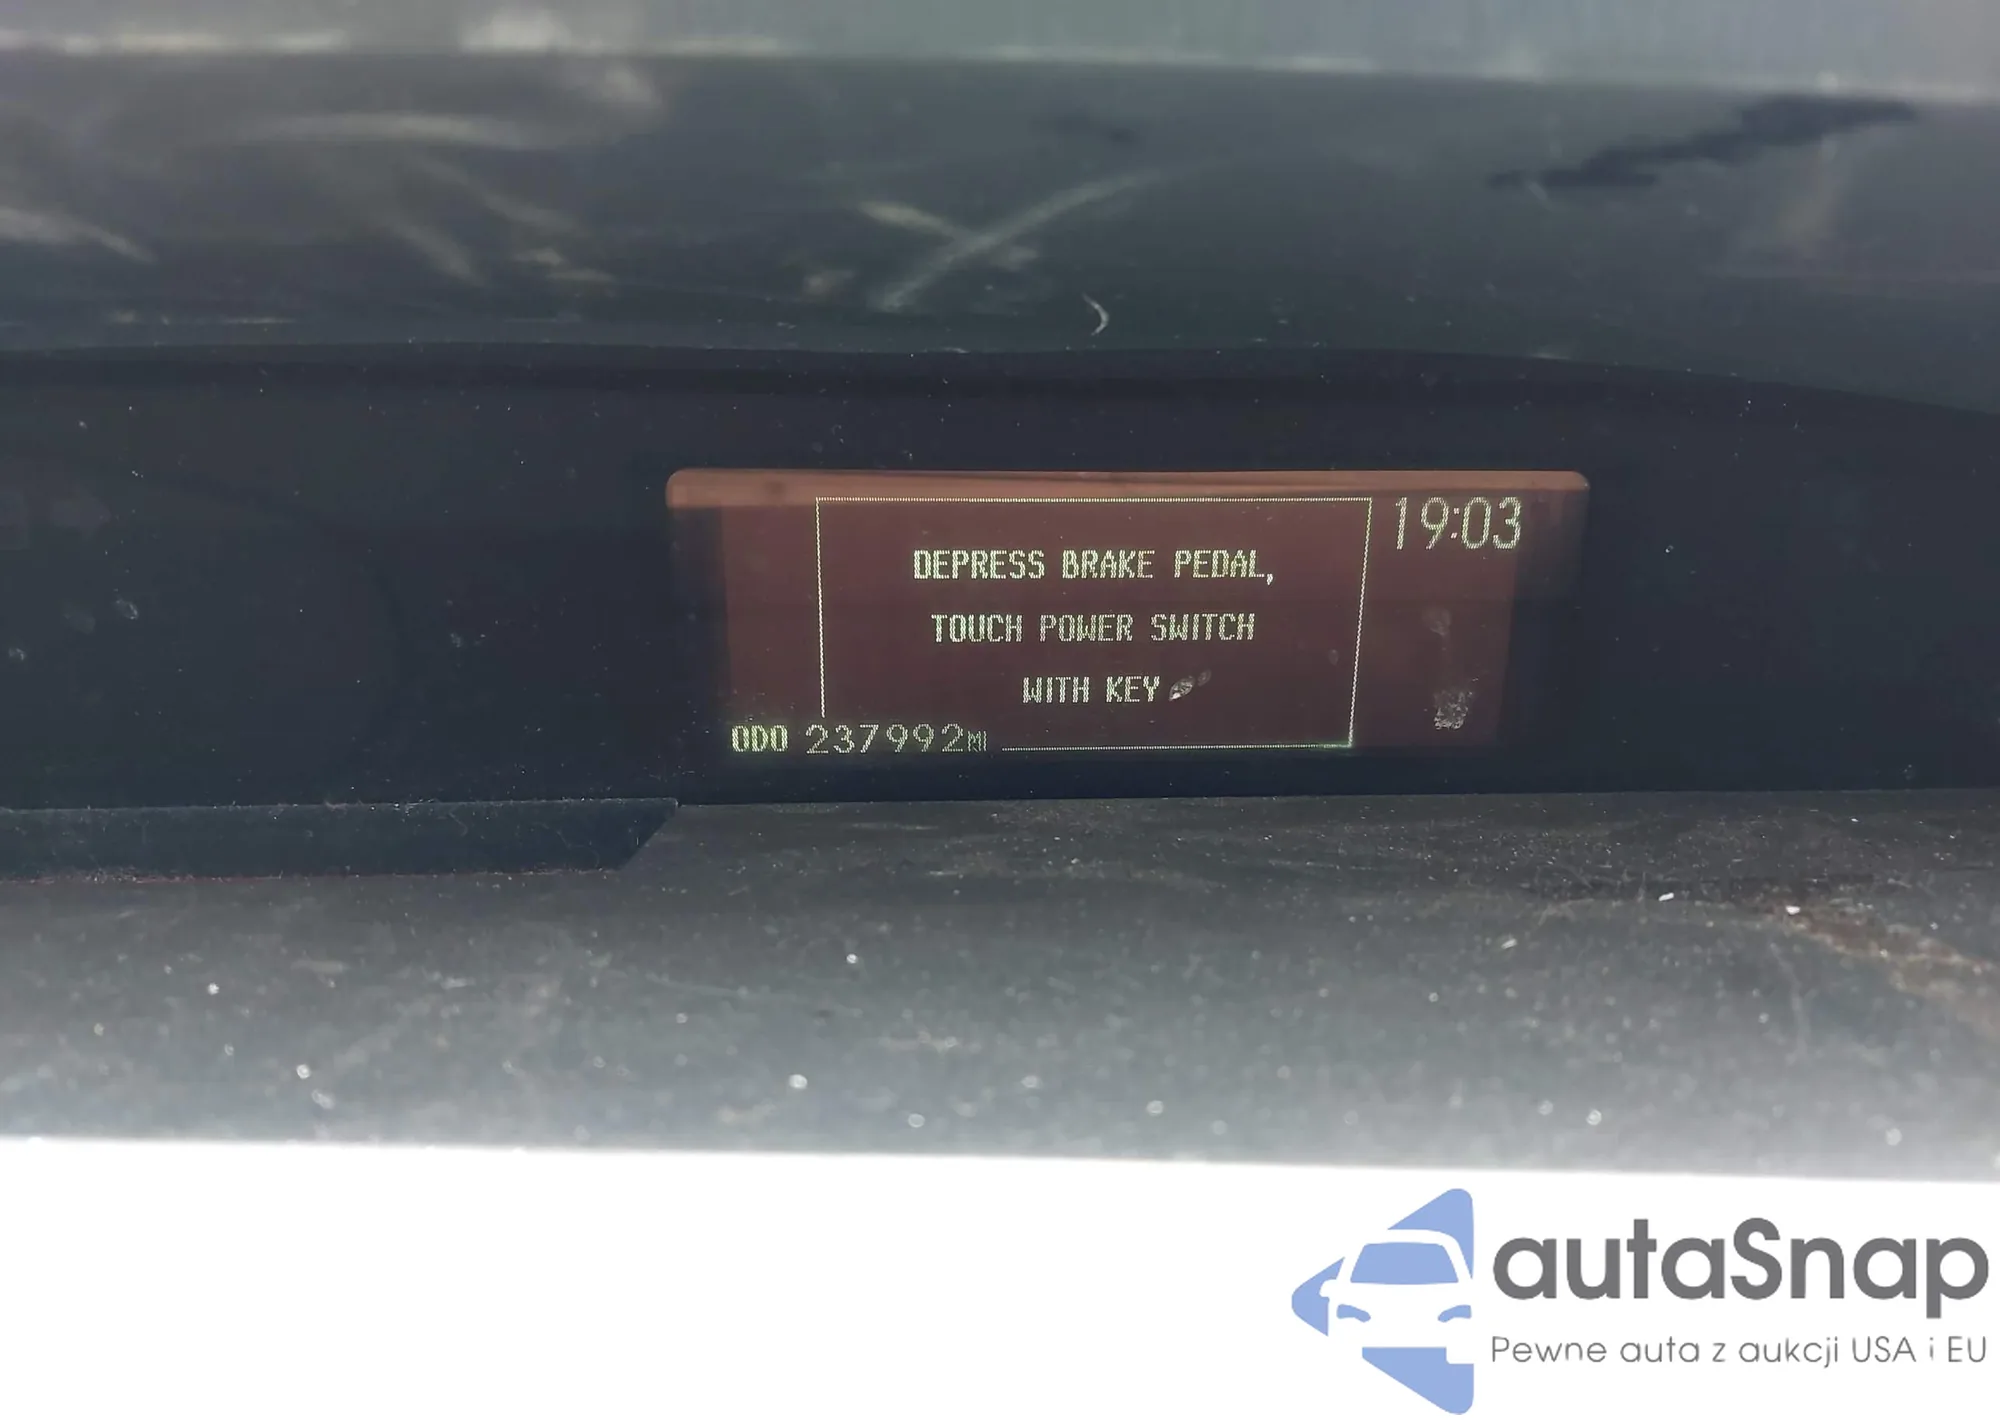 19:03
DEPRESS BRAKE PEDAL,
TOUCH POWER SWITCH
WITH KEY
ODO 237992MI
autaSnap
Pewne auta z aukcji USA i EU